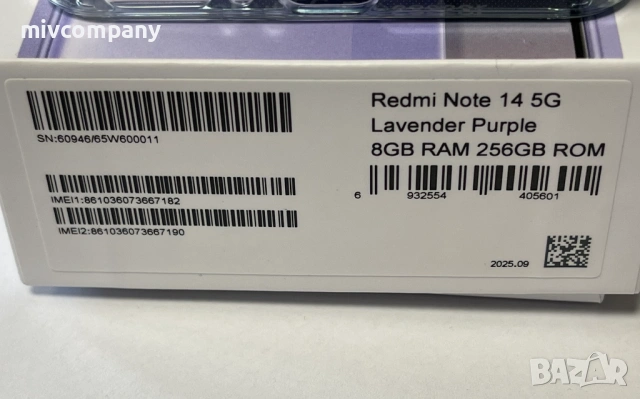 mivcompany
SN:60946/65W600011
IMEI1:861036073667182
IMEI2:861036073667190
Redmi Note 14 5G
Lavender Purple
8GB RAM 256GB ROM
6 932554 405601
2025.09
BAZAR